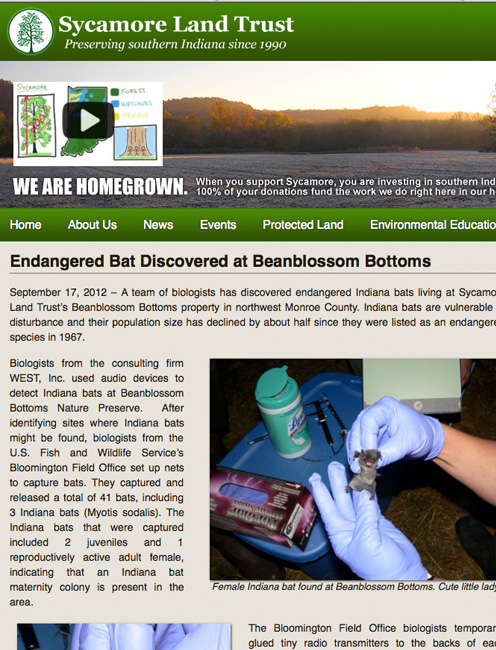 Sycamore Land Trust
Preserving southern Indiana since 1990
Sycamore
FOREST
WETLANDS
WE ARE HOMEGROWN.
When you support Sycamore, you are investing in southern Ind
100% of your donations fund the work we do right here in our h
Home About Us News Events Protected Land Environmental Educatio
Endangered Bat Discovered at Beanblossom Bottoms
September 17, 2012 – A team of biologists has discovered endangered Indiana bats living at Sycamo
Land Trust's Beanblossom Bottoms property in northwest Monroe County. Indiana bats are vulnerable
disturbance and their population size has declined by about half since they were listed as an endangere
species in 1967.
Biologists from the consulting firm
WEST, Inc. used audio devices to
detect Indiana bats at Beanblossom
Bottoms Nature Preserve. After
identifying sites where Indiana bats
might be found, biologists from the
U.S. Fish and Wildlife Service's
Bloomington Field Office set up nets
to capture bats. They captured and
released a total of 41 bats, including
3 Indiana bats (Myotis sodalis). The
Indiana bats that were captured
included 2 juveniles and 1
reproductively active adult female,
indicating that an Indiana bat
maternity colony is present in the
area.
Female Indiana bat found at Beanblossom Bottoms. Cute little lady
The Bloomington Field Office biologists temporar
glued tiny radio transmitters to the backs of eac